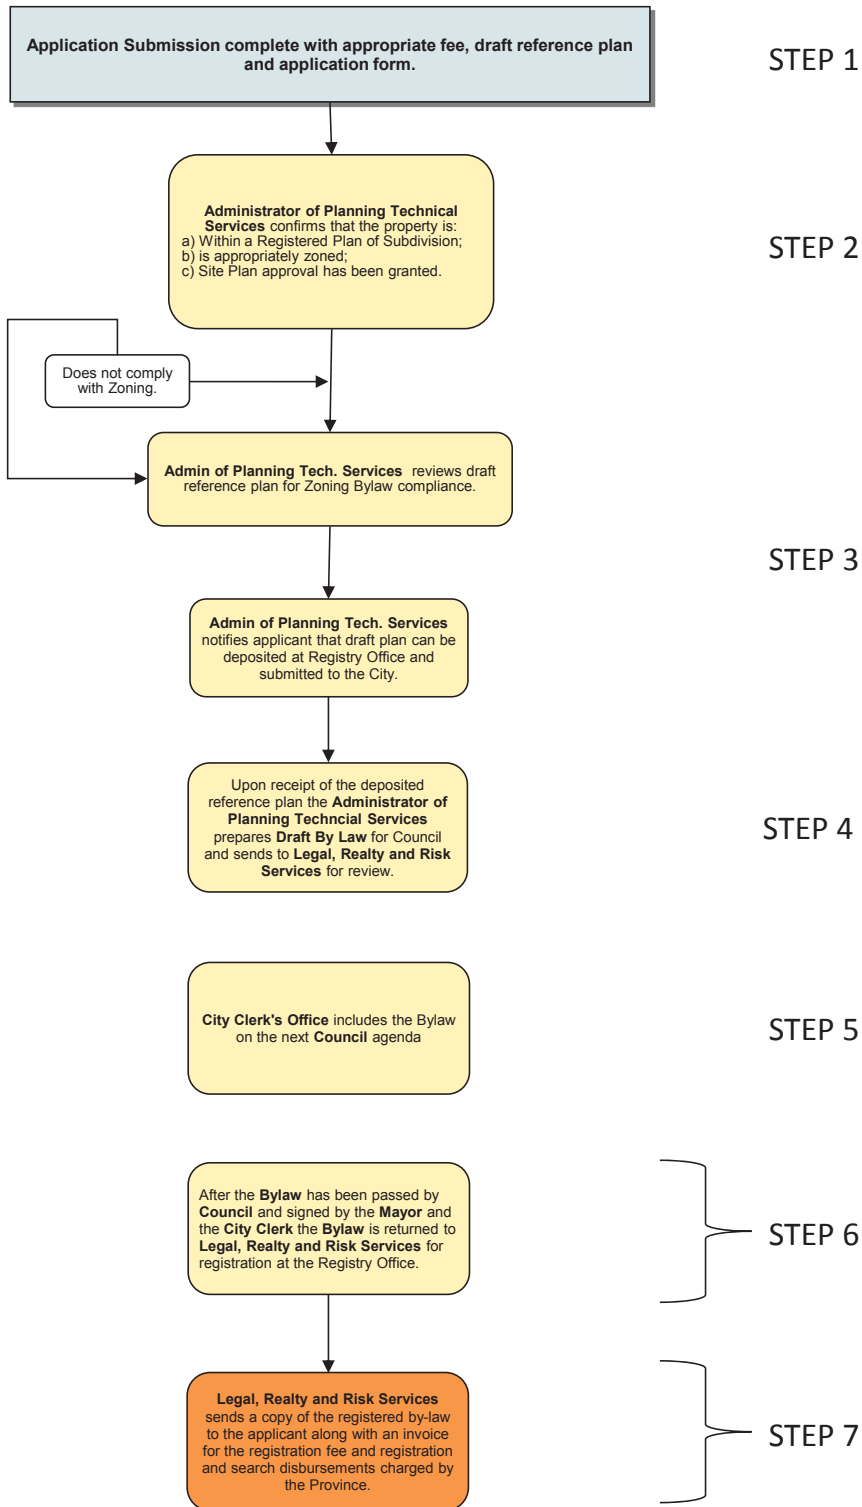 Application Submission complete with appropriate fee, draft reference plan
and application form.
STEP 1
Administrator of Planning Technical
Services confirms that the property is:
a) Within a Registered Plan of Subdivision;
b) is appropriately zoned;
c) Site Plan approval has been granted.
STEP 2
Does not comply
with Zoning.
Admin of Planning Tech. Services reviews draft
reference plan for Zoning Bylaw compliance.
STEP 3
Admin of Planning Tech. Services
notifies applicant that draft plan can be
deposited at Registry Office and
submitted to the City.
Upon receipt of the deposited
reference plan the Administrator of
Planning Techncial Services
prepares Draft By Law for Council
and sends to Legal, Realty and Risk
Services for review.
STEP 4
City Clerk's Office includes the Bylaw
on the next Council agenda
STEP 5
After the Bylaw has been passed by
Council and signed by the Mayor and
the City Clerk the Bylaw is returned to
Legal, Realty and Risk Services for
registration at the Registry Office.
STEP 6
Legal, Realty and Risk Services
sends a copy of the registered by-law
to the applicant along with an invoice
for the registration fee and registration
and search disbursements charged by
the Province.
STEP 7